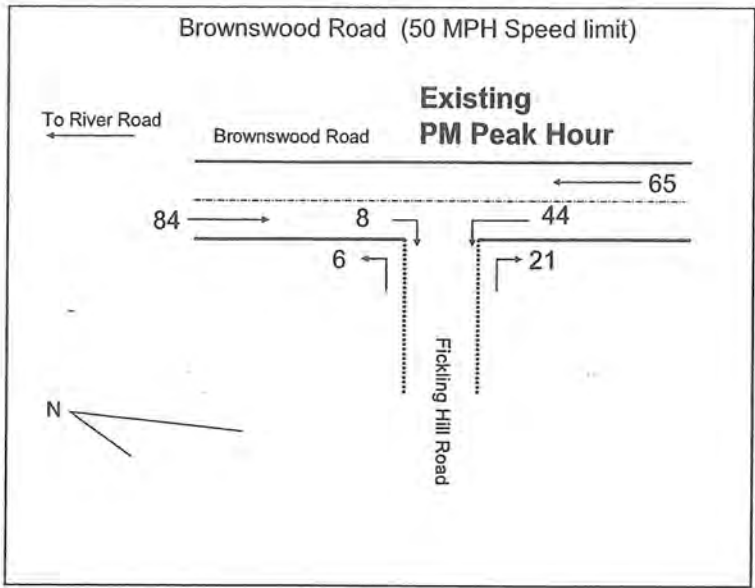 Brownswood Road (50 MPH Speed limit)
Existing
PM Peak Hour
To River Road
Brownswood Road
65
84
8
44
6
21
Fickling Hill Road
N